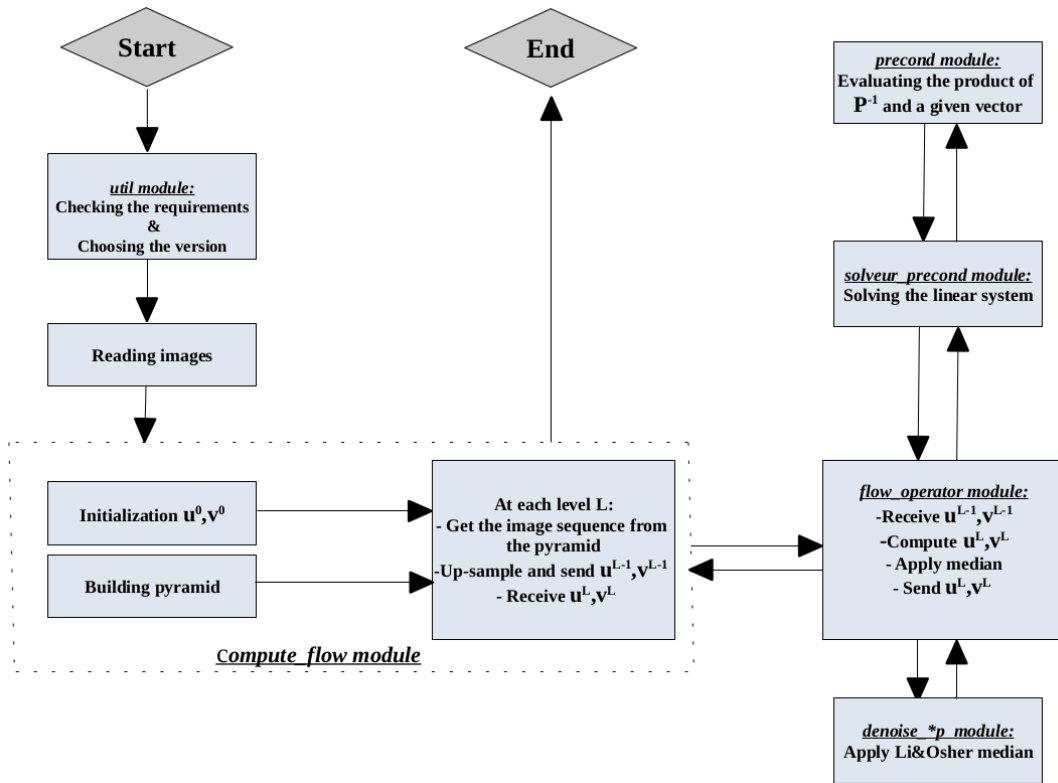 Start
End
util module:
Checking the requirements
&
Choosing the version
Reading images
Initialization u⁰,v⁰
Building pyramid
At each level L:
- Get the image sequence from
the pyramid
-Up-sample and send uᴸ⁻¹,vᴸ⁻¹
- Receive uᴸ,vᴸ
Compute_flow module
precond module:
Evaluating the product of
P⁻¹ and a given vector
solveur_precond module:
Solving the linear system
flow_operator module:
-Receive uᴸ⁻¹,vᴸ⁻¹
-Compute uᴸ,vᴸ
- Apply median
- Send uᴸ,vᴸ
denoise_*p_module:
Apply Li&Osher median